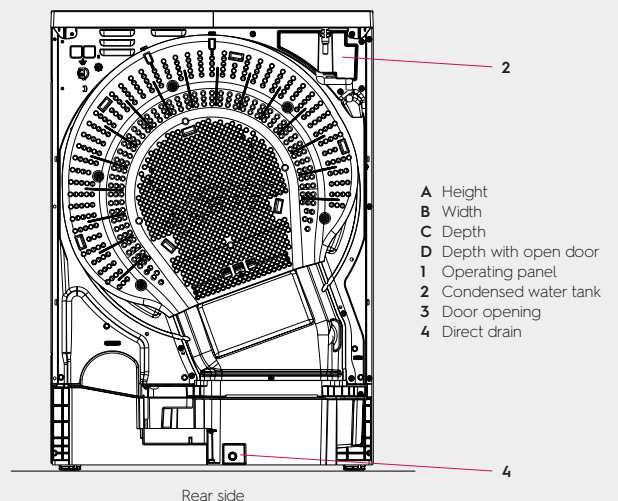 2
A Height
B Width
C Depth
D Depth with open door
1 Operating panel
2 Condensed water tank
3 Door opening
4 Direct drain
4
Rear side